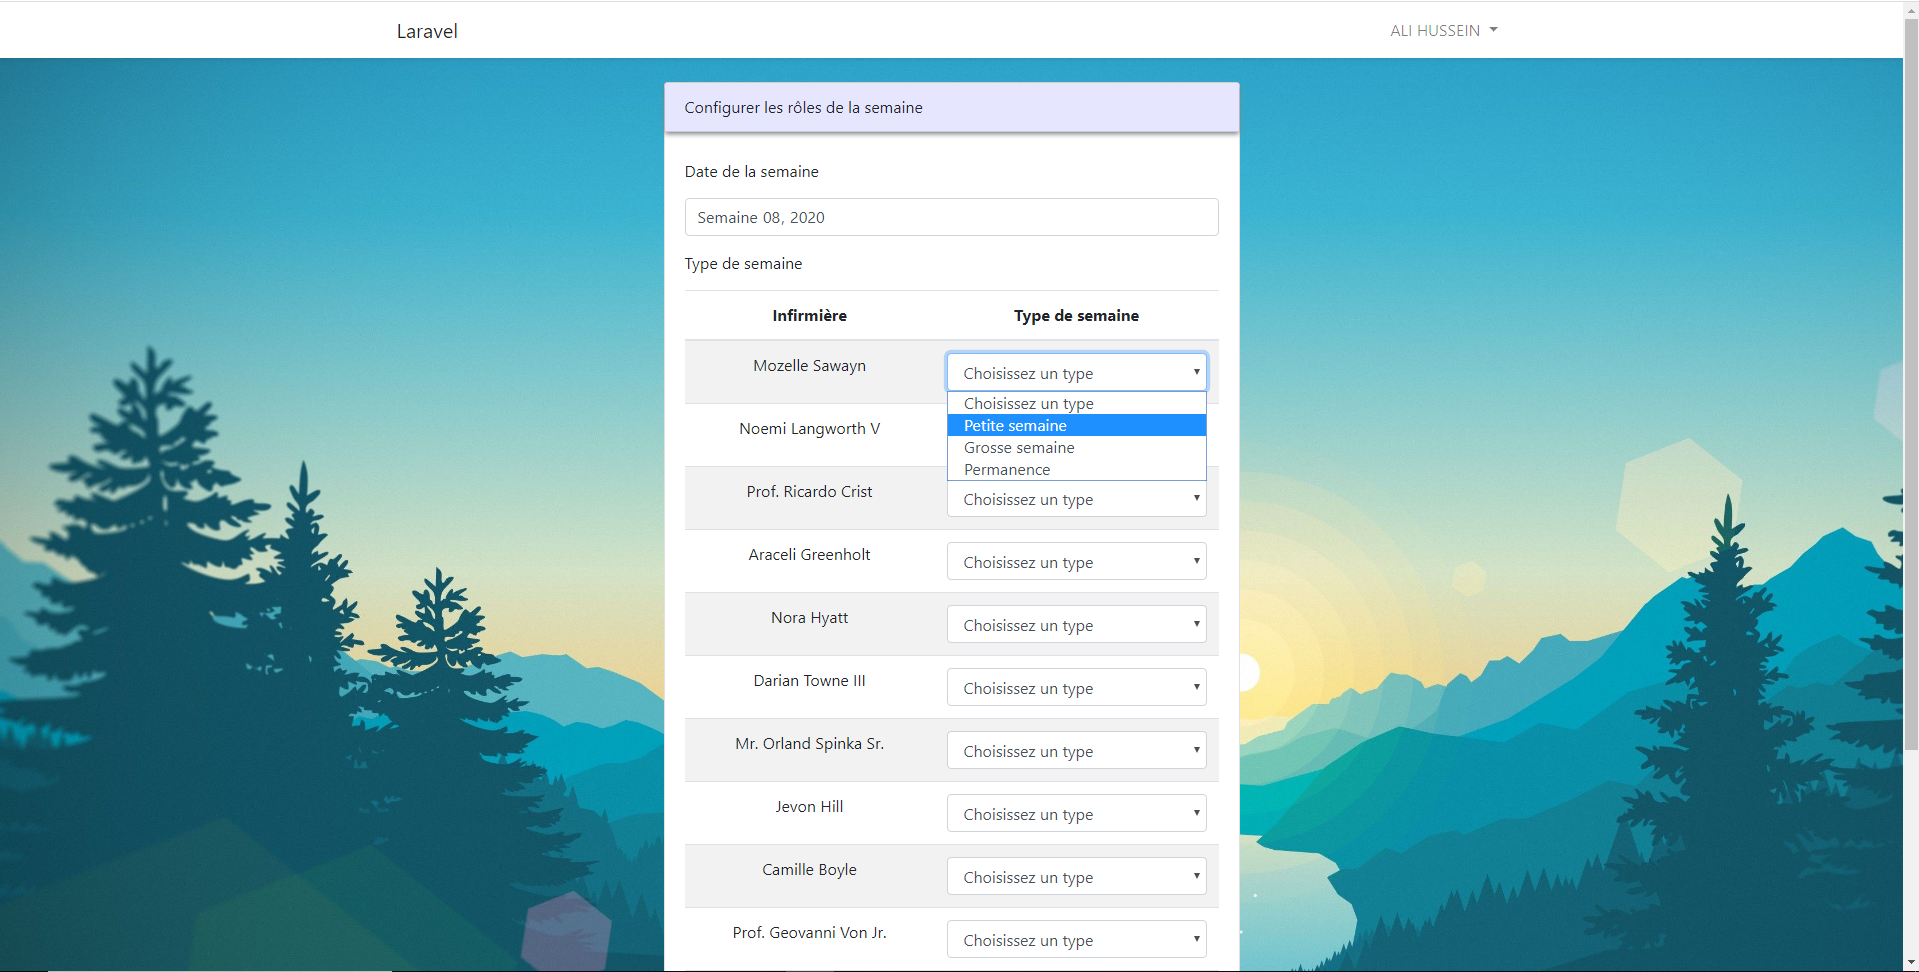 Laravel
ALI HUSSEIN
Configurer les rôles de la semaine
Date de la semaine
Semaine 08, 2020
Type de semaine
Infirmière Type de semaine
Mozelle Sawayn Choisissez un type
Choisissez un type
Petite semaine
Noemi Langworth V
Grosse semaine
Permanence
Prof. Ricardo Crist Choisissez un type
Araceli Greenholt Choisissez un type
Nora Hyatt Choisissez un type
Darian Towne III Choisissez un type
Mr. Orland Spinka Sr. Choisissez un type
Jevon Hill Choisissez un type
Camille Boyle Choisissez un type
Prof. Geovanni Von Jr. Choisissez un type